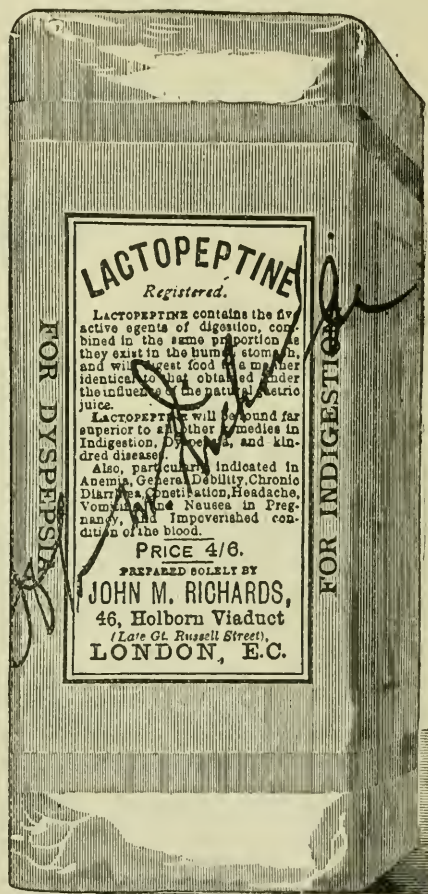 LACTOPEPTINE
Registered.
LACTOPEPTINE contains the five
active agents of digestion, com-
bined in the same proportion as
they exist in the human stomach,
and will digest food in a manner
identical to that obtained under
the influence of the natural gastric
juice.
LACTOPEPTINE will be found far
superior to all other remedies in
Indigestion, Dyspepsia, and kin-
dred diseases.
Also, particularly indicated in
Anemia, General Debility, Chronic
Diarrhœa, Constipation, Headache,
Vomiting and Nausea in Preg-
nancy, and Impoverished con-
dition of the blood.
PRICE 4/6.
PREPARED SOLELY BY
JOHN M. RICHARDS,
46, Holborn Viaduct
(Late Gt. Russell Street),
LONDON, E.C.
FOR DYSPEPSIA
FOR INDIGESTION.